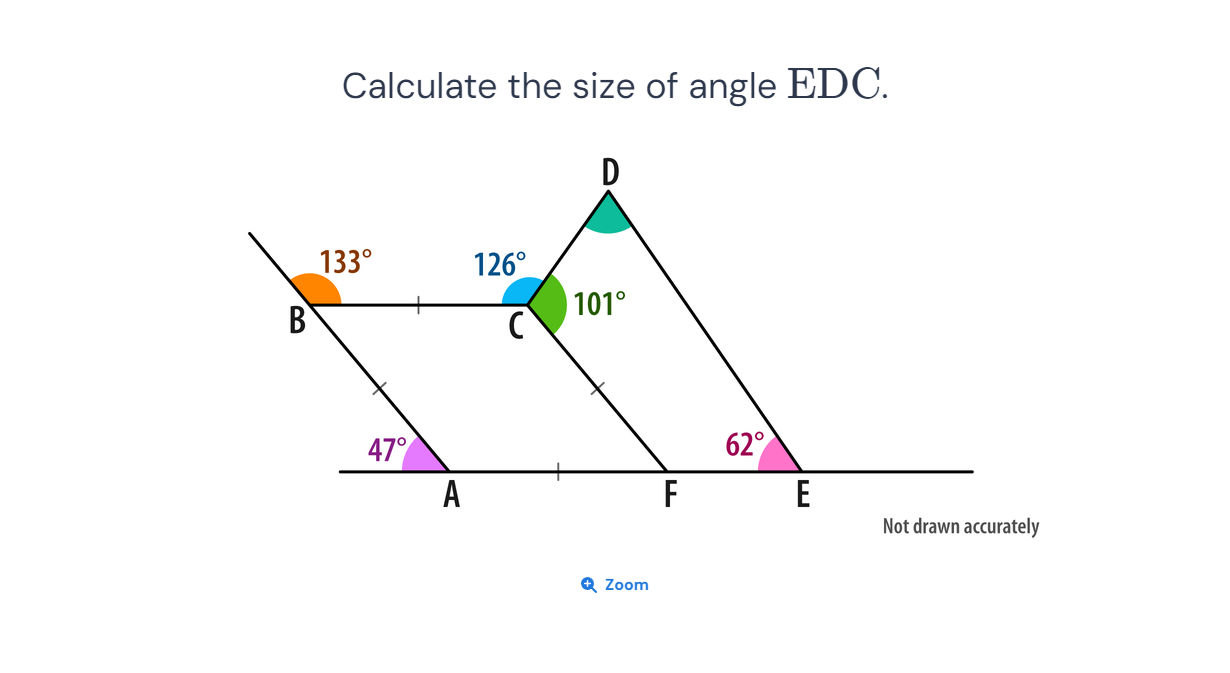 Calculate the size of angle EDC.
D
133°
126°
B
C
101°
47°
62°
A
F
E
Not drawn accurately
Zoom